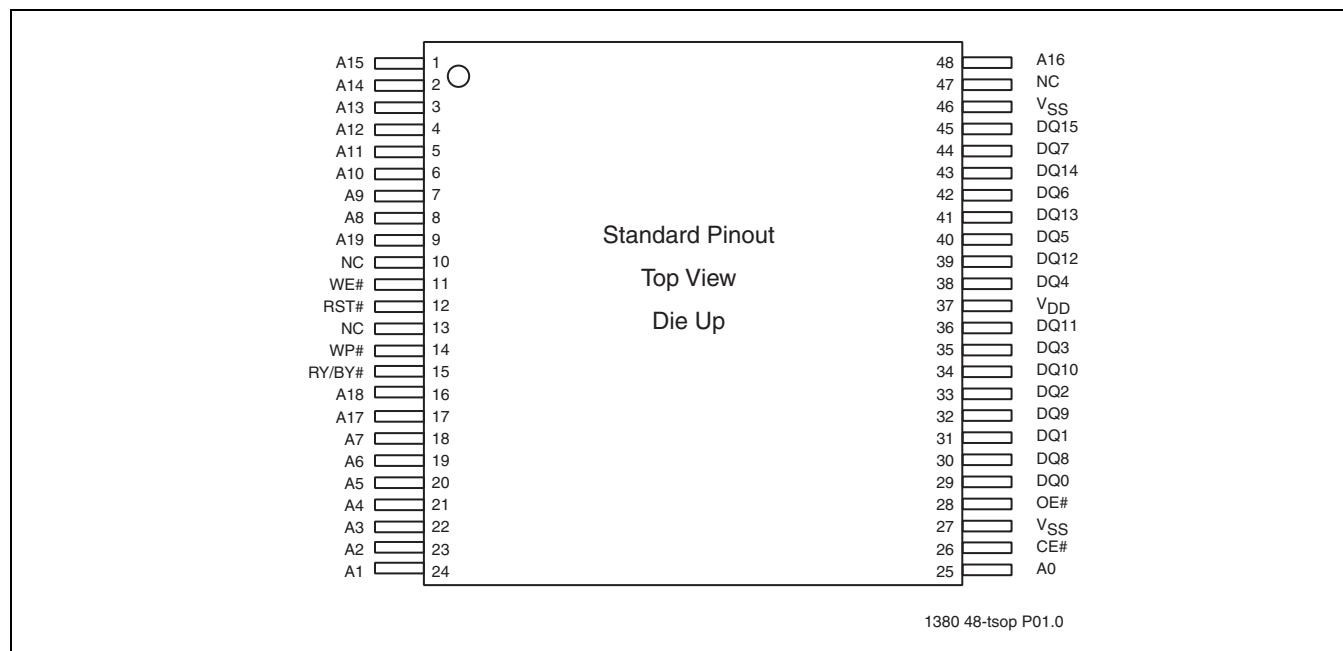 A15 1 48 A16
A14 2 47 NC
A13 3 46 VSS
A12 4 45 DQ15
A11 5 44 DQ7
A10 6 43 DQ14
A9 7 42 DQ6
A8 8 41 DQ13
A19 9 40 DQ5
NC 10 39 DQ12
WE# 11 38 DQ4
RST# 12 37 VDD
NC 13 36 DQ11
WP# 14 35 DQ3
RY/BY# 15 34 DQ10
A18 16 33 DQ2
A17 17 32 DQ9
A7 18 31 DQ1
A6 19 30 DQ8
A5 20 29 DQ0
A4 21 28 OE#
A3 22 27 VSS
A2 23 26 CE#
A1 24 25 A0
Standard Pinout
Top View
Die Up
1380 48-tsop P01.0